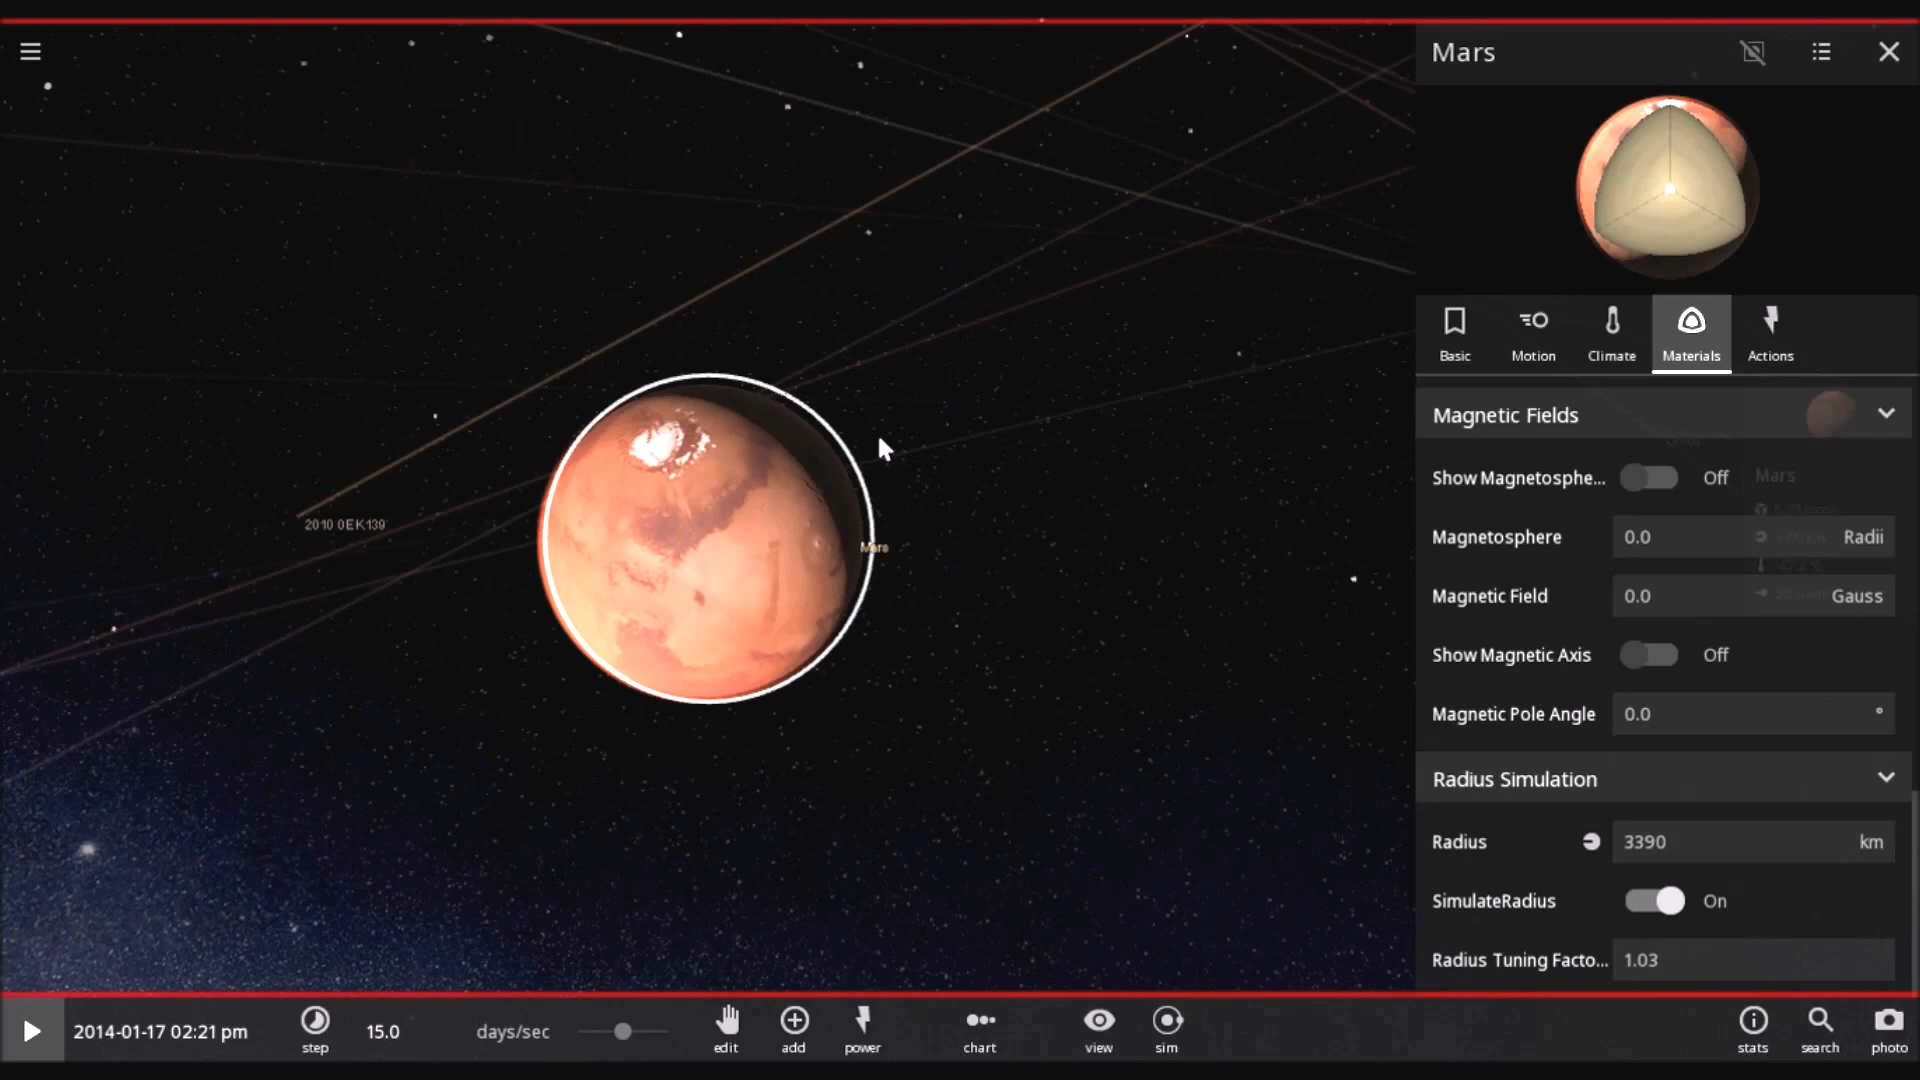 Mars
Basic
Motion
Climate
Materials
Actions
Magnetic Fields
Show Magnetosphe... Off
Mars
Magnetosphere 0.0 Radii
Magnetic Field 0.0 Gauss
Show Magnetic Axis Off
Magnetic Pole Angle 0.0 °
Radius Simulation
Radius 3390 km
SimulateRadius On
Radius Tuning Facto... 1.03
2010 0EK139
Mars
2014-01-17 02:21 pm
step
15.0
days/sec
edit
add
power
chart
view
sim
stats
search
photo